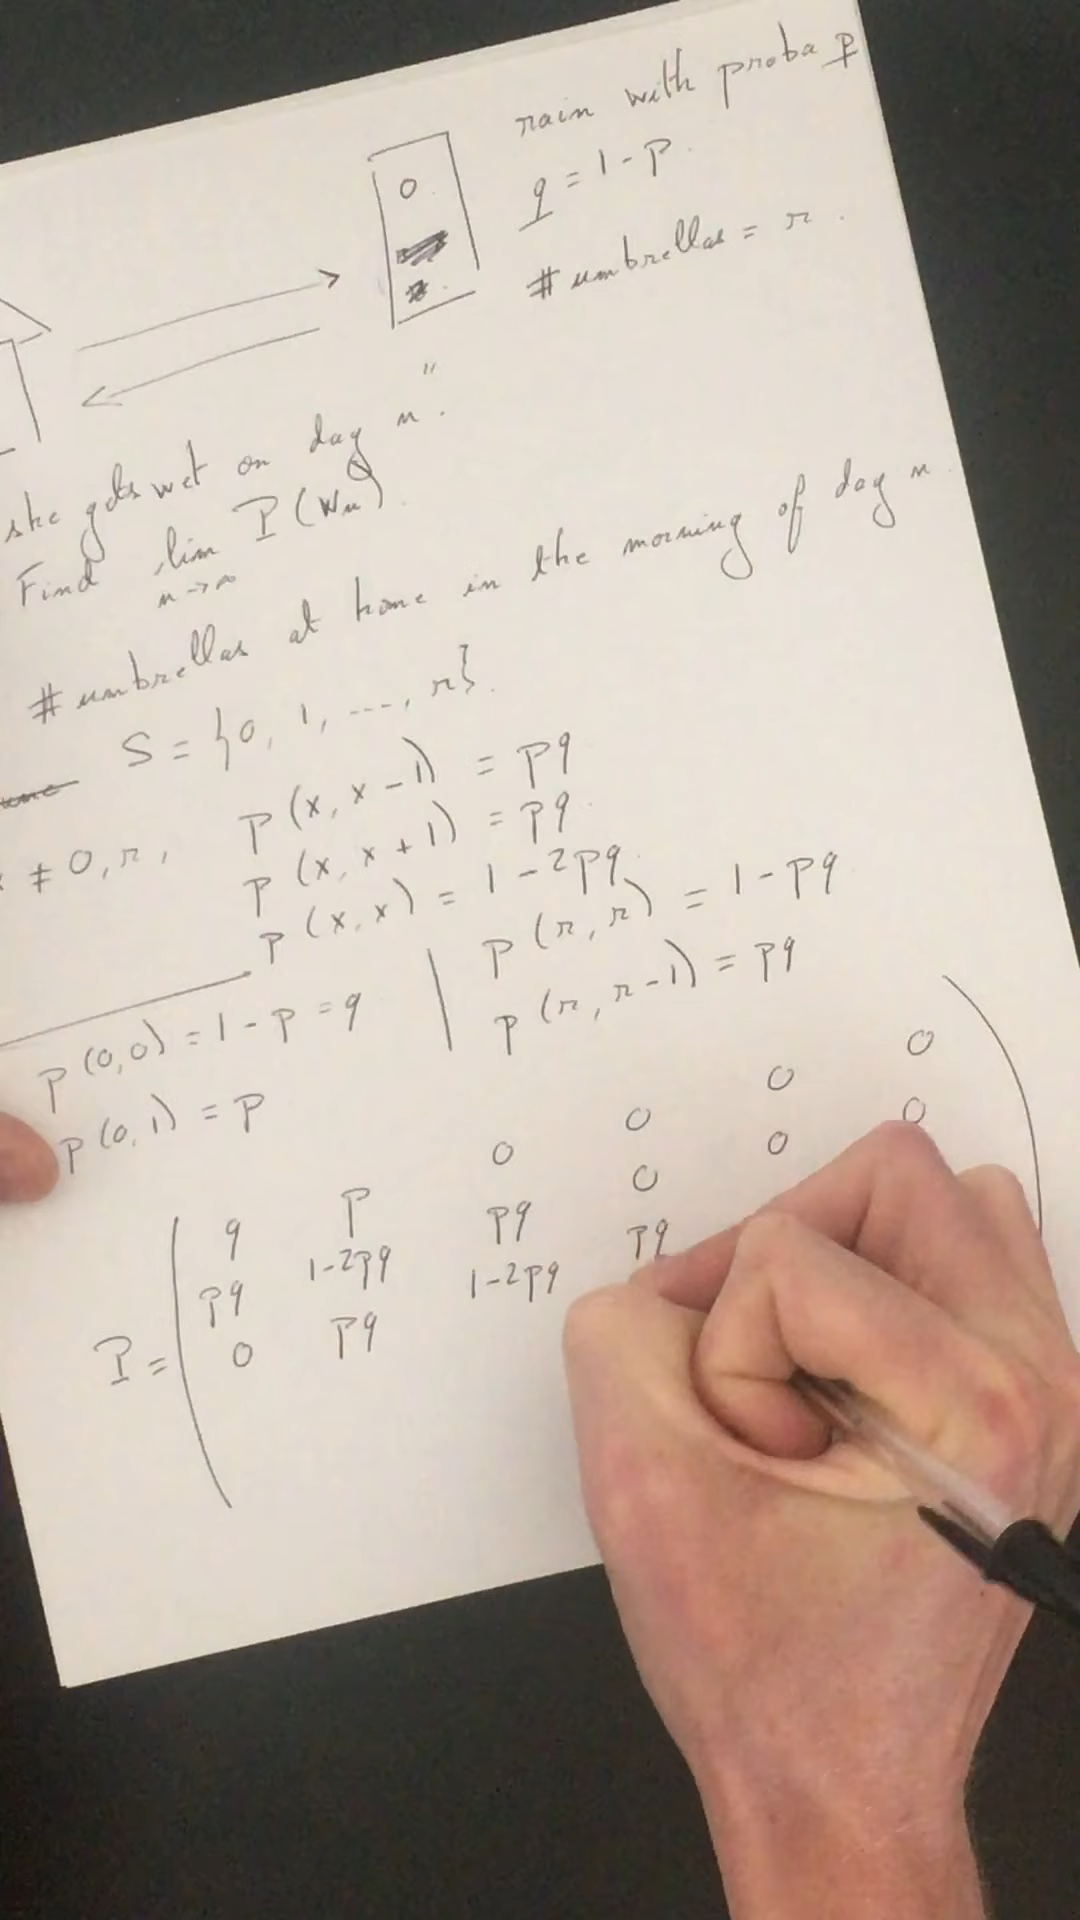 rain with proba p
q = 1 - p.
# umbrellas = r.
O
she gets wet on day n".
Find lim P(Wn).
n→∞
# umbrellas at home in the morning of day n.
S = {0, 1, ---, r}.
≠ 0, r, p(x, x-1) = pq
p(x, x+1) = pq.
p(x, x) = 1 - 2pq.
p(0,0) = 1 - p = q
p(0,1) = p
p(r, r) = 1 - pq
p(r, r-1) = pq
q p 0 0 0 0
pq 1-2pq pq 0 0 0
P = 0 pq 1-2pq pq